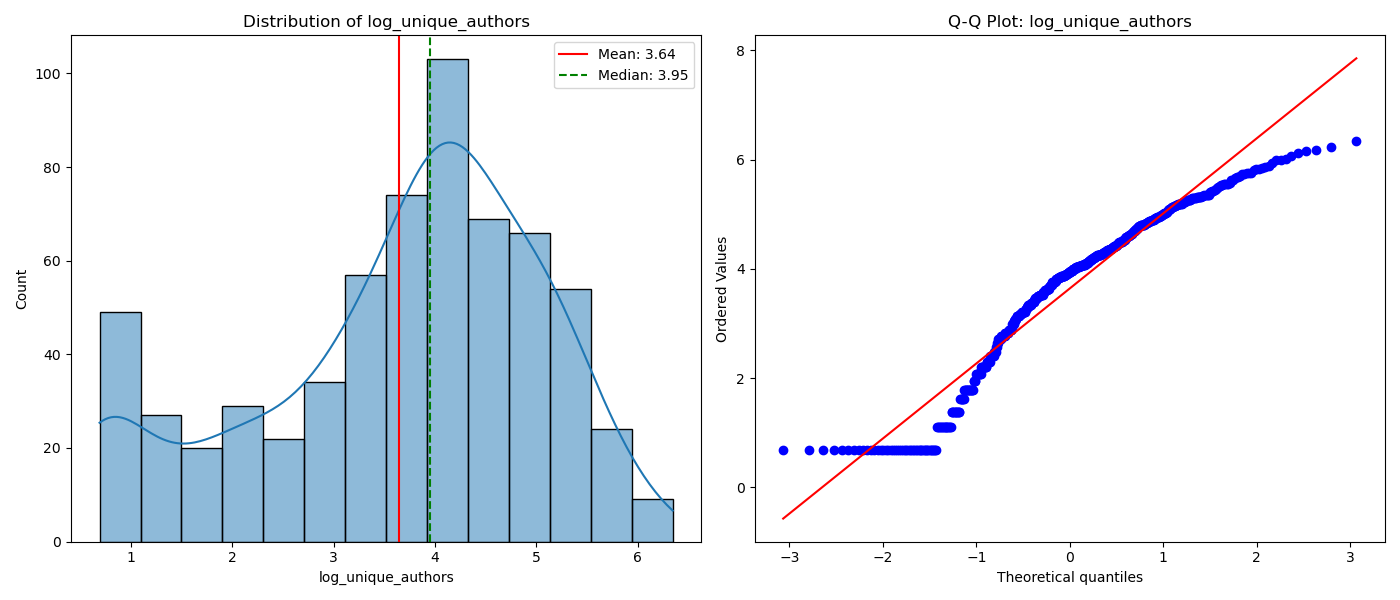 Distribution of log_unique_authors
Mean: 3.64
Median: 3.95
Count
0
20
40
60
80
100
1 2 3 4 5 6
log_unique_authors
Q-Q Plot: log_unique_authors
Ordered Values
8
6
4
2
0
−3 −2 −1 0 1 2 3
Theoretical quantiles